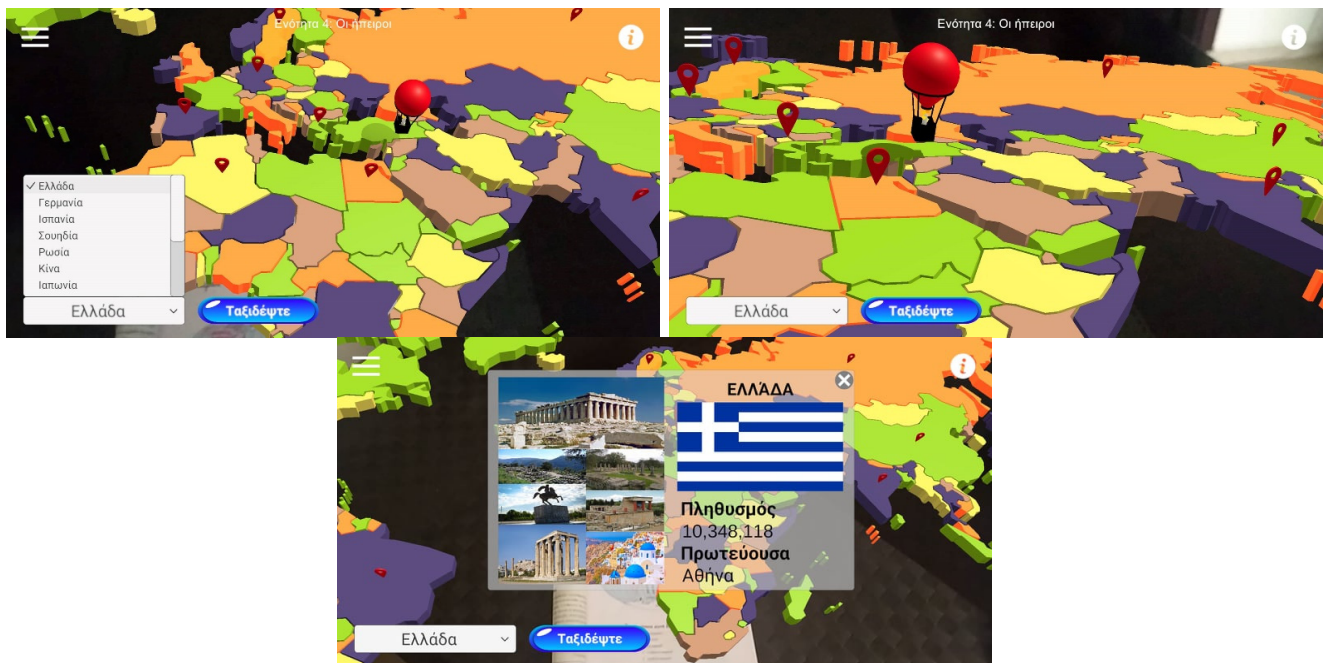 Ενότητα 4: Οι ήπειροι
i
✓ Ελλάδα
Γερμανία
Ισπανία
Σουηδία
Ρωσία
Κίνα
Ιαπωνία
Ελλάδα
Ταξιδέψτε
Ενότητα 4: Οι ήπειροι
i
Ελλάδα
Ταξιδέψτε
i
ΕΛΛΆΔΑ
Πληθυσμός
10,348,118
Πρωτεύουσα
Αθήνα
Ελλάδα
Ταξιδέψτε